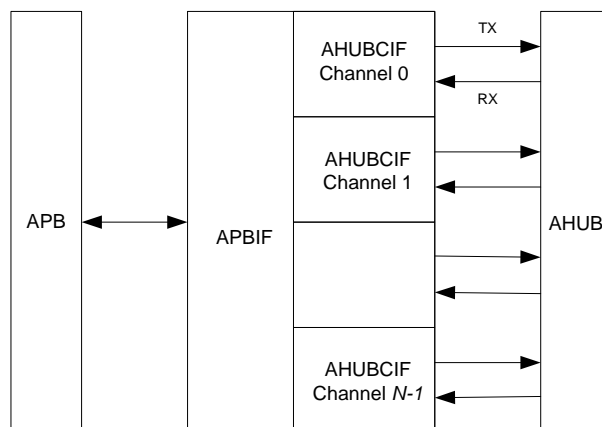 AHUBCIF
Channel 0
TX
RX
AHUBCIF
Channel 1
APB
APBIF
AHUB
AHUBCIF
Channel N-1